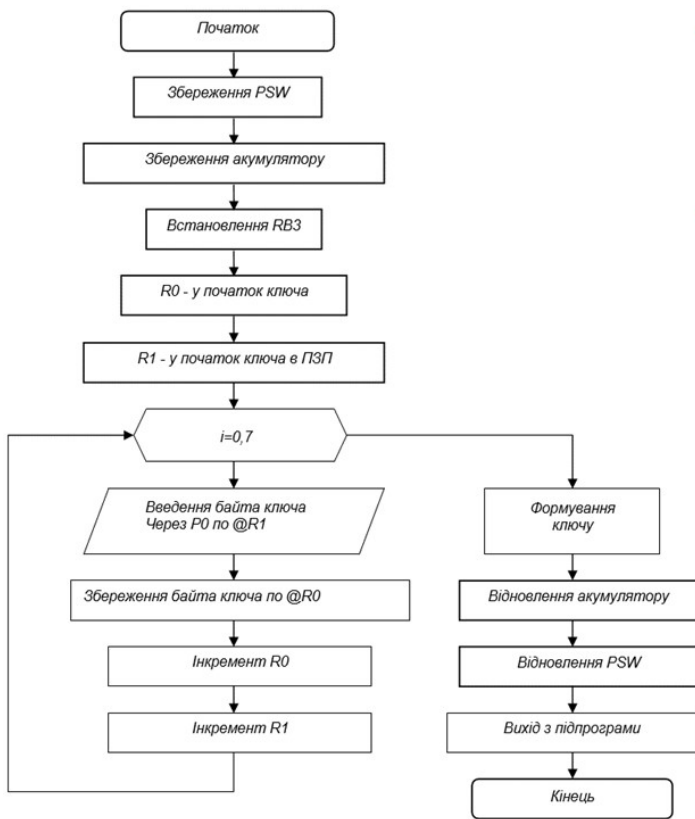 Початок
Збереження PSW
Збереження акумулятору
Встановлення RB3
R0 - у початок ключа
R1 - у початок ключа в ПЗП
i=0,7
Введення байта ключа
Через P0 по @R1
Збереження байта ключа по @R0
Інкремент R0
Інкремент R1
Формування
ключу
Відновлення акумулятору
Відновлення PSW
Вихід з підпрограми
Кінець